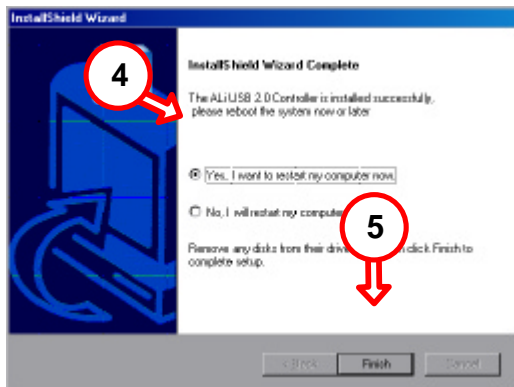 InstallShield Wizard
InstallShield Wizard Complete
4
The ALi USB 2.0 Controller is installed successfully,
please reboot the system now or later
Yes, I want to restart my computer now.
No, I will restart my computer
5
Remove any disks from their click Finish to
complete setup.
< Back Finish Cancel